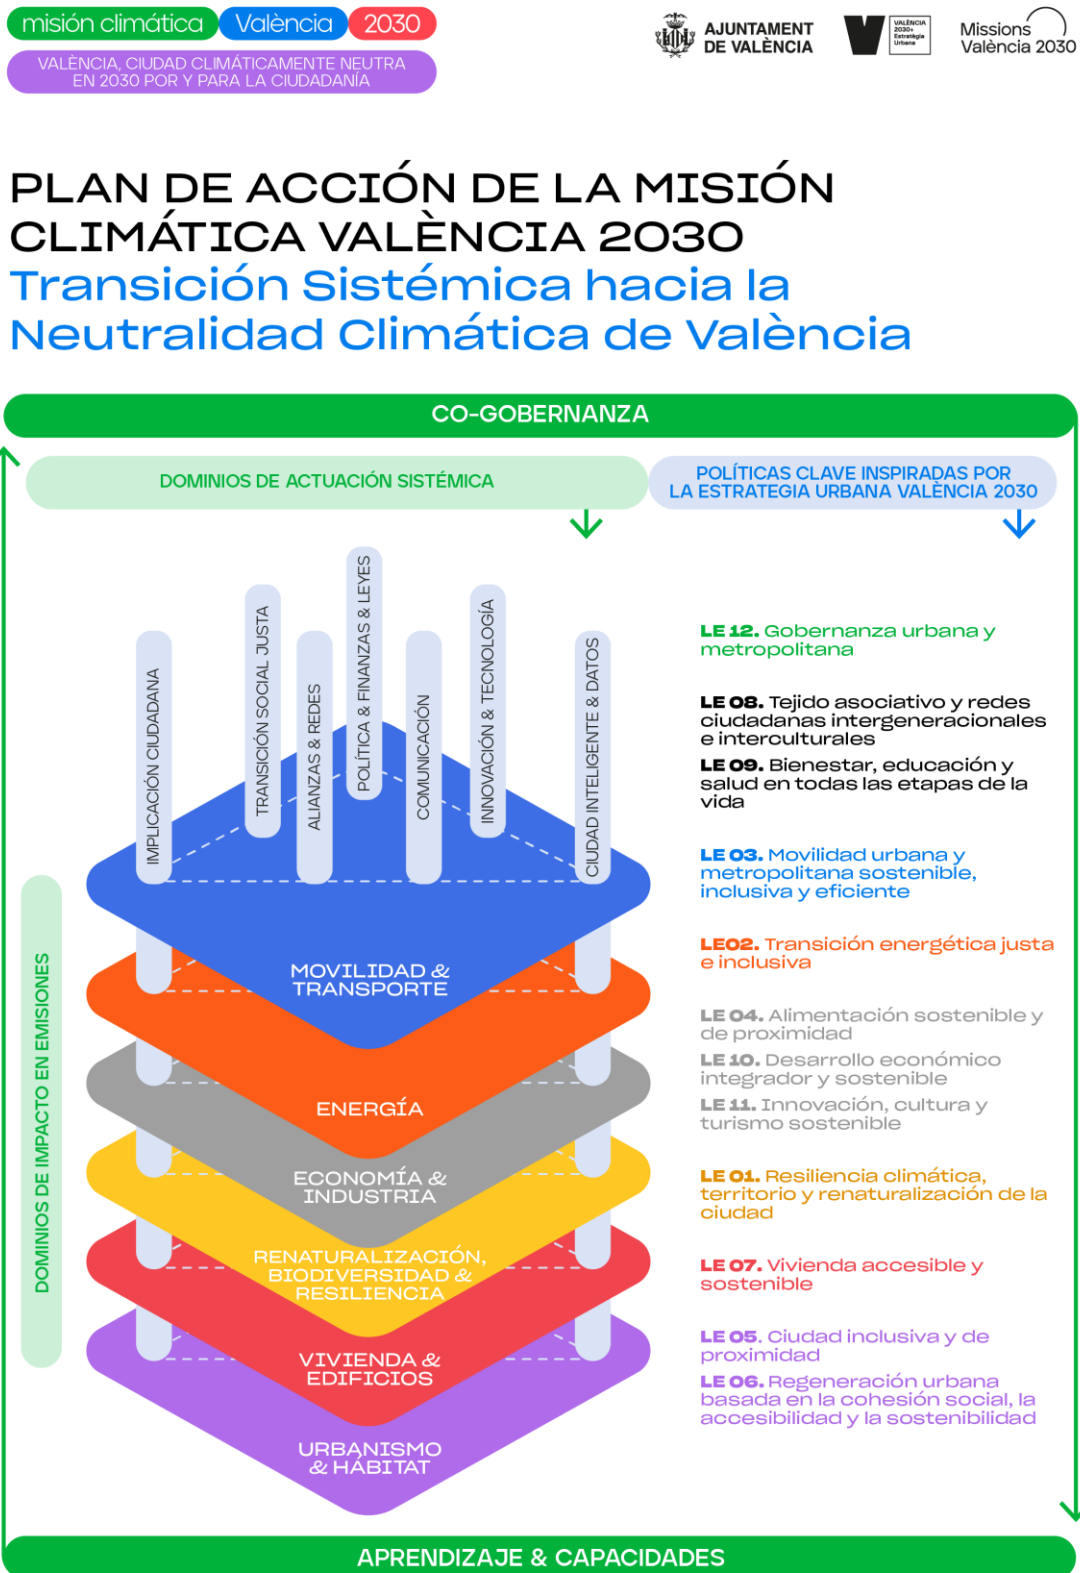 misión climática València 2030
VALÈNCIA, CIUDAD CLIMÁTICAMENTE NEUTRA
EN 2030 POR Y PARA LA CIUDADANÍA
AJUNTAMENT
DE VALÈNCIA
VALÈNCIA
2030+
Estratègia
Urbana
Missions
València 2030
PLAN DE ACCIÓN DE LA MISIÓN
CLIMÁTICA VALÈNCIA 2030
Transición Sistémica hacia la
Neutralidad Climática de València
CO-GOBERNANZA
DOMINIOS DE ACTUACIÓN SISTÉMICA
POLÍTICAS CLAVE INSPIRADAS POR
LA ESTRATEGIA URBANA VALÈNCIA 2030
IMPLICACIÓN CIUDADANA
TRANSICIÓN SOCIAL JUSTA
ALIANZAS & REDES
POLÍTICA & FINANZAS & LEYES
COMUNICACIÓN
INNOVACIÓN & TECNOLOGÍA
CIUDAD INTELIGENTE & DATOS
DOMINIOS DE IMPACTO EN EMISIONES
MOVILIDAD &
TRANSPORTE
ENERGÍA
ECONOMÍA &
INDUSTRIA
RENATURALIZACIÓN,
BIODIVERSIDAD &
RESILIENCIA
VIVIENDA &
EDIFICIOS
URBANISMO
& HÁBITAT
LE 12. Gobernanza urbana y
metropolitana
LE 08. Tejido asociativo y redes
ciudadanas intergeneracionales
e interculturales
LE 09. Bienestar, educación y
salud en todas las etapas de la
vida
LE 03. Movilidad urbana y
metropolitana sostenible,
inclusiva y eficiente
LE02. Transición energética justa
e inclusiva
LE 04. Alimentación sostenible y
de proximidad
LE 10. Desarrollo económico
integrador y sostenible
LE 11. Innovación, cultura y
turismo sostenible
LE 01. Resiliencia climática,
territorio y renaturalización de la
ciudad
LE 07. Vivienda accesible y
sostenible
LE 05. Ciudad inclusiva y de
proximidad
LE 06. Regeneración urbana
basada en la cohesión social, la
accesibilidad y la sostenibilidad
APRENDIZAJE & CAPACIDADES